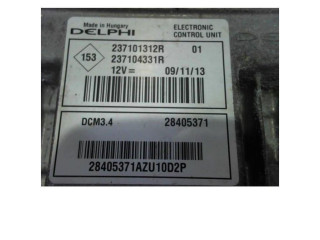 Made in Hungary
DELPHI
ELECTRONIC
CONTROL UNIT
153
237101312R 01
237104331R
12V= 09/11/13
DCM3.4 28405371
28405371AZU10D2P